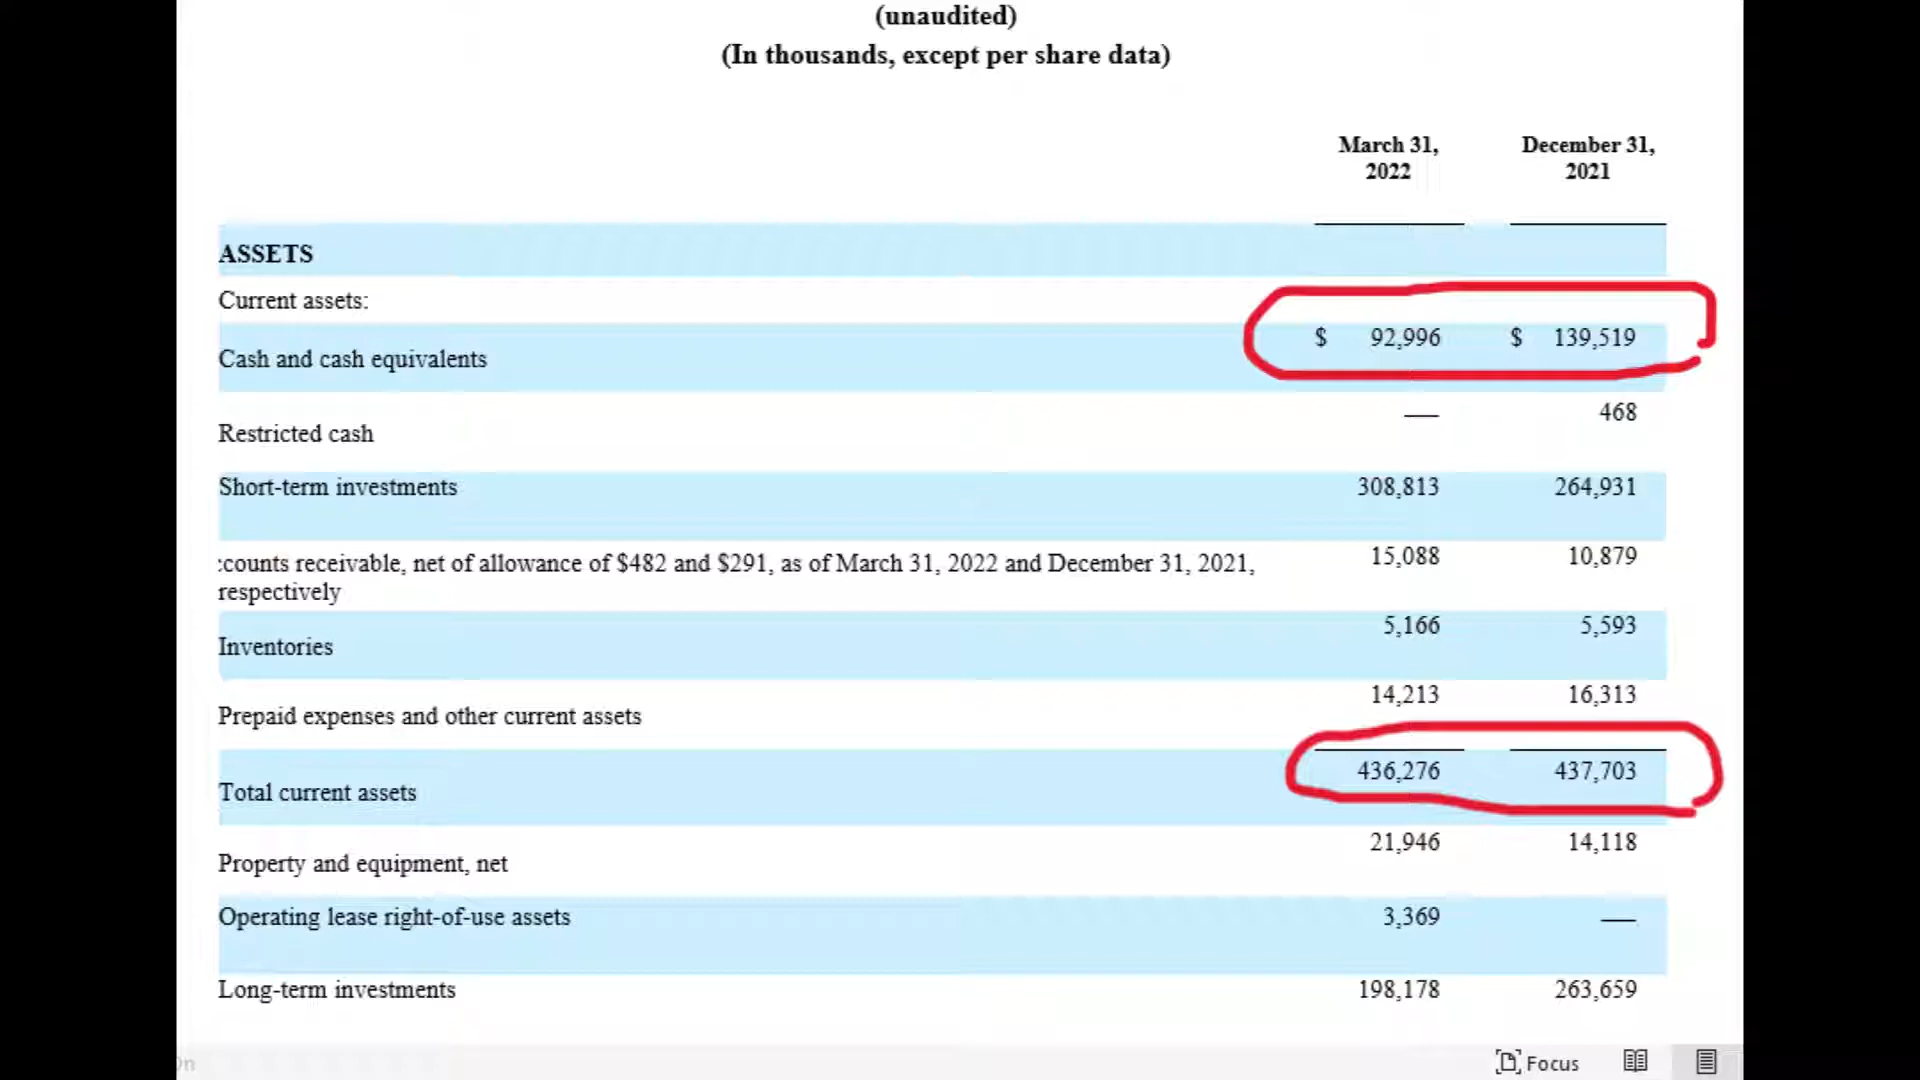 (unaudited)
(In thousands, except per share data)
March 31, December 31,
2022 2021
ASSETS
Current assets:
Cash and cash equivalents $ 92,996 $ 139,519
Restricted cash — 468
Short-term investments 308,813 264,931
ccounts receivable, net of allowance of $482 and $291, as of March 31, 2022 and December 31, 2021, 15,088 10,879
respectively
Inventories 5,166 5,593
Prepaid expenses and other current assets 14,213 16,313
Total current assets 436,276 437,703
Property and equipment, net 21,946 14,118
Operating lease right-of-use assets 3,369 —
Long-term investments 198,178 263,659
Focus